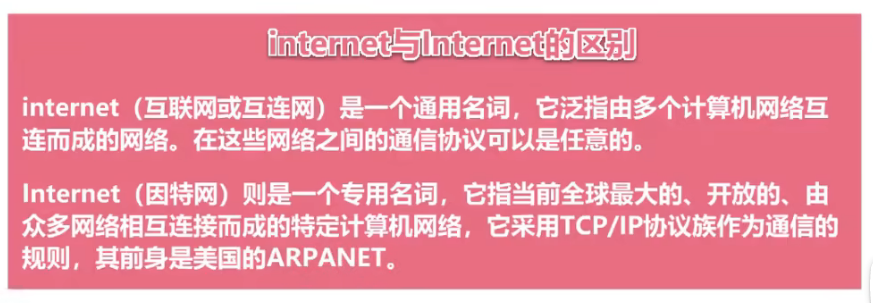 internet与Internet的区别
internet（互联网或互连网）是一个通用名词，它泛指由多个计算机网络互
连而成的网络。在这些网络之间的通信协议可以是任意的。
Internet（因特网）则是一个专用名词，它指当前全球最大的、开放的、由
众多网络相互连接而成的特定计算机网络，它采用TCP/IP协议族作为通信的
规则，其前身是美国的ARPANET。